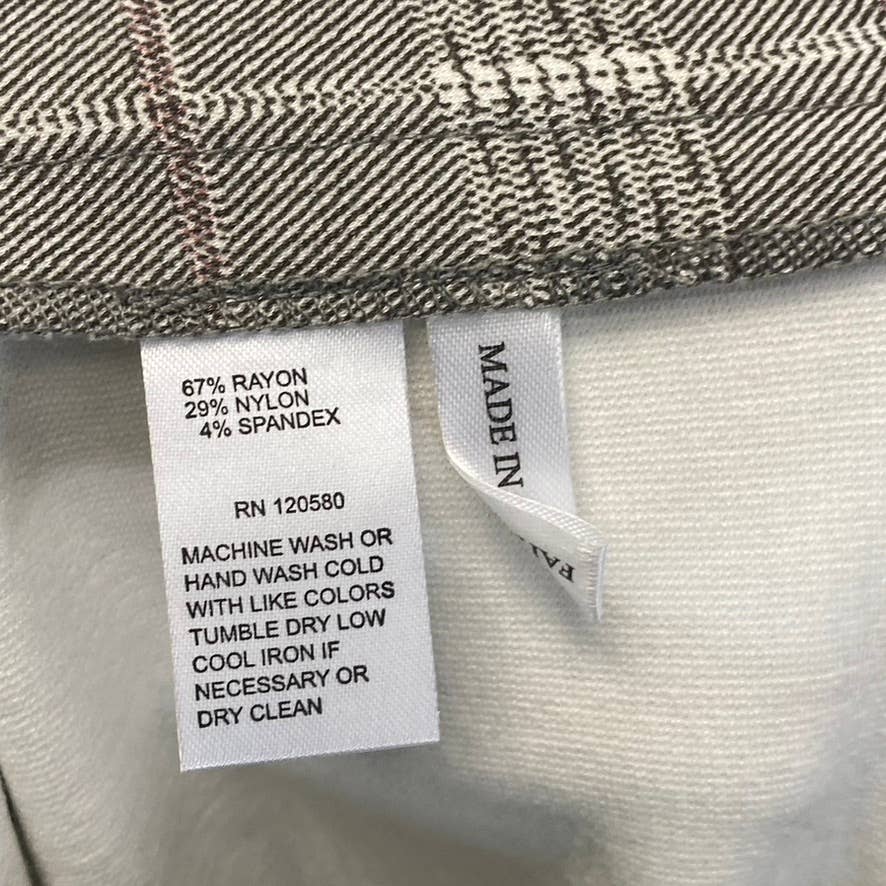 67% RAYON
29% NYLON
4% SPANDEX
RN 120580
MACHINE WASH OR
HAND WASH COLD
WITH LIKE COLORS
TUMBLE DRY LOW
COOL IRON IF
NECESSARY OR
DRY CLEAN
MADE IN